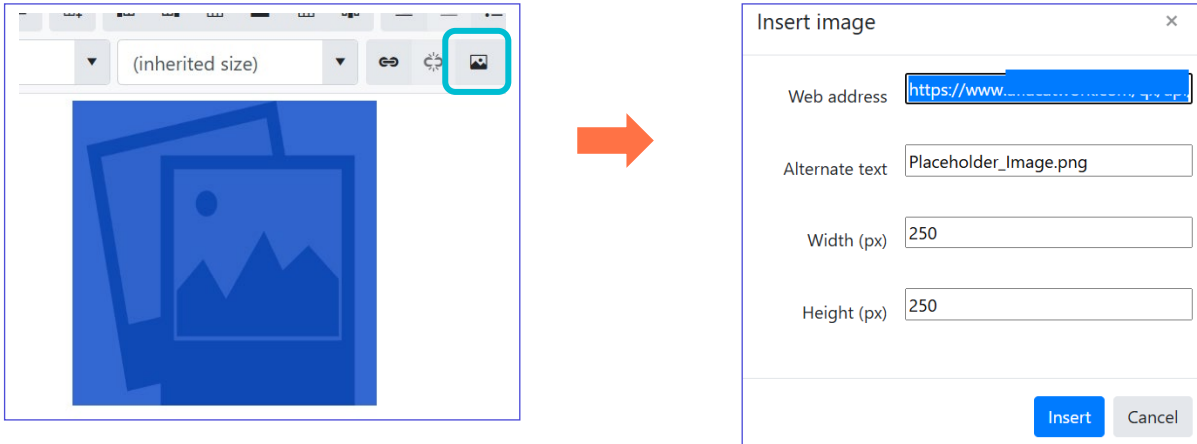 (inherited size)
Insert image
Web address
https://www.
Alternate text
Placeholder_Image.png
Width (px)
250
Height (px)
250
Insert
Cancel